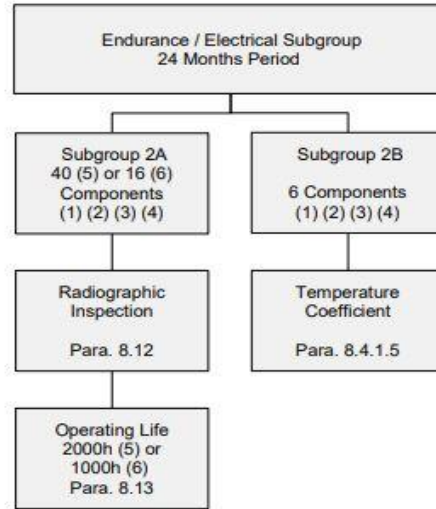 Endurance / Electrical Subgroup
24 Months Period
Subgroup 2A
40 (5) or 16 (6)
Components
(1) (2) (3) (4)
Subgroup 2B
6 Components
(1) (2) (3) (4)
Radiographic
Inspection
Para. 8.12
Temperature
Coefficient
Para. 8.4.1.5
Operating Life
2000h (5) or
1000h (6)
Para. 8.13